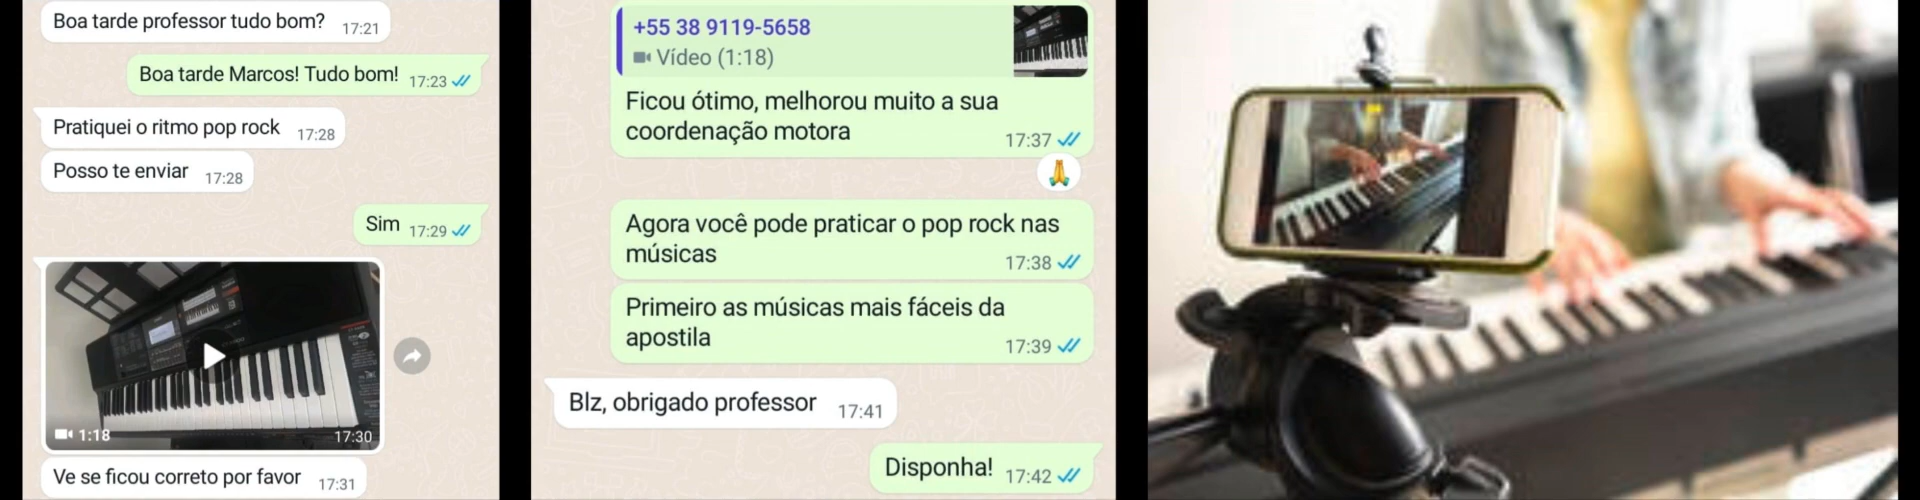 Boa tarde professor tudo bom? 17:21
Boa tarde Marcos! Tudo bom! 17:23
Pratiquei o ritmo pop rock 17:28
Posso te enviar 17:28
Sim 17:29
1:18 17:30
Ve se ficou correto por favor 17:31
+55 38 9119-5658
Vídeo (1:18)
Ficou ótimo, melhorou muito a sua
coordenação motora 17:37
Agora você pode praticar o pop rock nas
músicas 17:38
Primeiro as músicas mais fáceis da
apostila 17:39
Blz, obrigado professor 17:41
Disponha! 17:42